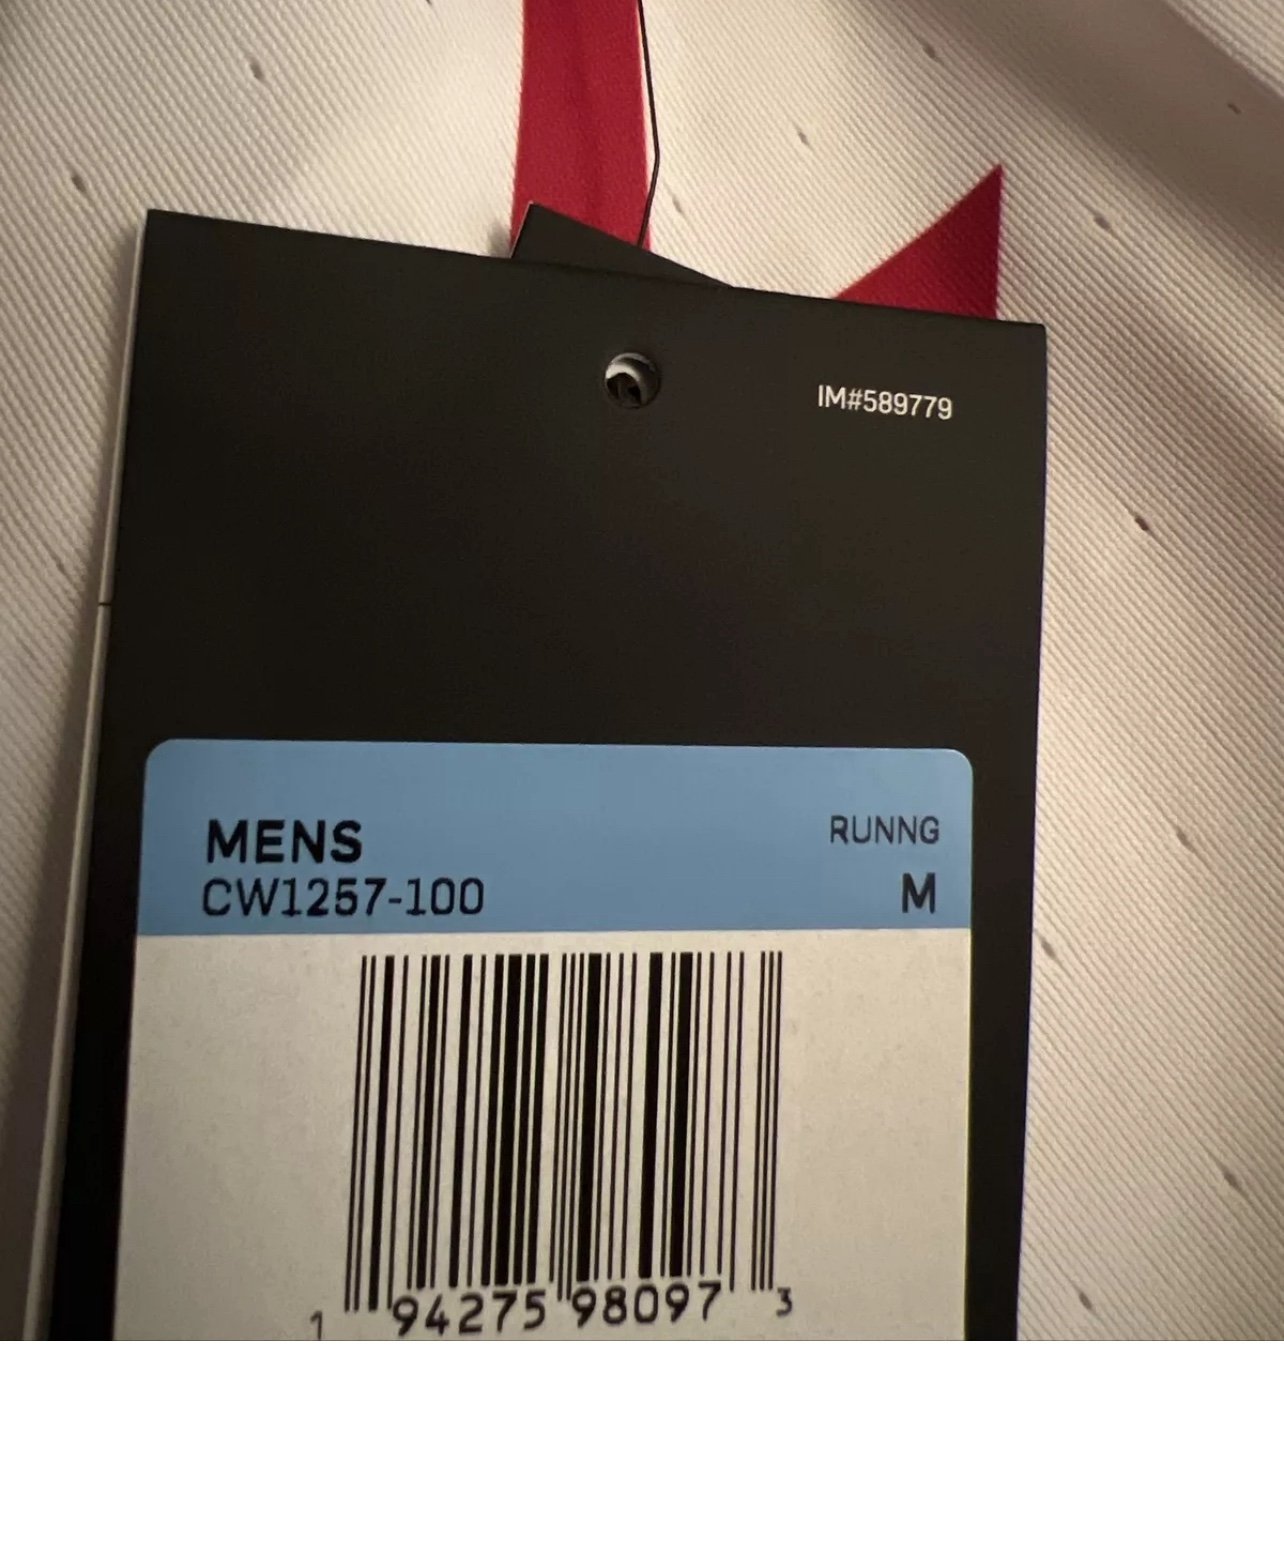 IM#589779
MENS
RUNNG
CW1257-100
M
1 94275 98097 3